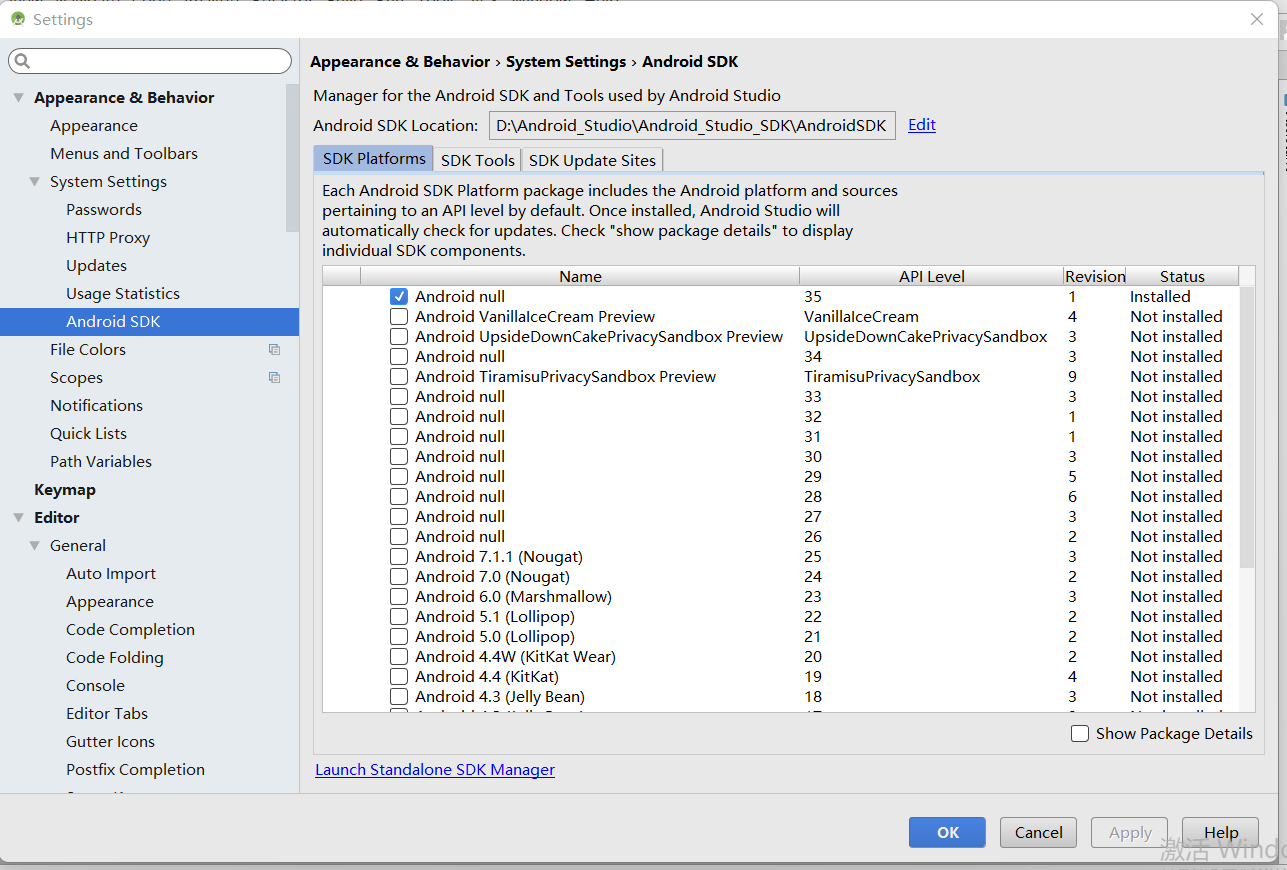 Settings
Appearance & Behavior
Appearance
Menus and Toolbars
System Settings
Passwords
HTTP Proxy
Updates
Usage Statistics
Android SDK
File Colors
Scopes
Notifications
Quick Lists
Path Variables
Keymap
Editor
General
Auto Import
Appearance
Code Completion
Code Folding
Console
Editor Tabs
Gutter Icons
Postfix Completion
Appearance & Behavior › System Settings › Android SDK
Manager for the Android SDK and Tools used by Android Studio
Android SDK Location: D:\Android_Studio\Android_Studio_SDK\AndroidSDK Edit
SDK Platforms SDK Tools SDK Update Sites
Each Android SDK Platform package includes the Android platform and sources
pertaining to an API level by default. Once installed, Android Studio will
automatically check for updates. Check "show package details" to display
individual SDK components.
Name API Level Revision Status
Android null 35 1 Installed
Android VanillaIceCream Preview VanillaIceCream 4 Not installed
Android UpsideDownCakePrivacySandbox Preview UpsideDownCakePrivacySandbox 3 Not installed
Android null 34 3 Not installed
Android TiramisuPrivacySandbox Preview TiramisuPrivacySandbox 9 Not installed
Android null 33 3 Not installed
Android null 32 1 Not installed
Android null 31 1 Not installed
Android null 30 3 Not installed
Android null 29 5 Not installed
Android null 28 6 Not installed
Android null 27 3 Not installed
Android null 26 2 Not installed
Android 7.1.1 (Nougat) 25 3 Not installed
Android 7.0 (Nougat) 24 2 Not installed
Android 6.0 (Marshmallow) 23 3 Not installed
Android 5.1 (Lollipop) 22 2 Not installed
Android 5.0 (Lollipop) 21 2 Not installed
Android 4.4W (KitKat Wear) 20 2 Not installed
Android 4.4 (KitKat) 19 4 Not installed
Android 4.3 (Jelly Bean) 18 3 Not installed
Show Package Details
Launch Standalone SDK Manager
OK Cancel Apply Help
激活 Windo